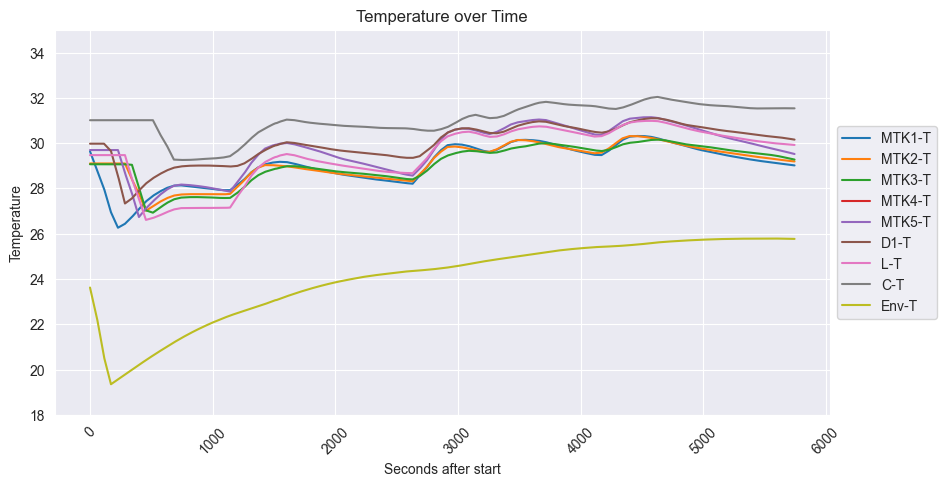 Temperature over Time
34
32
30
28
26
24
22
20
18
Temperature
0
1000
2000
3000
4000
5000
6000
Seconds after start
MTK1-T
MTK2-T
MTK3-T
MTK4-T
MTK5-T
D1-T
L-T
C-T
Env-T